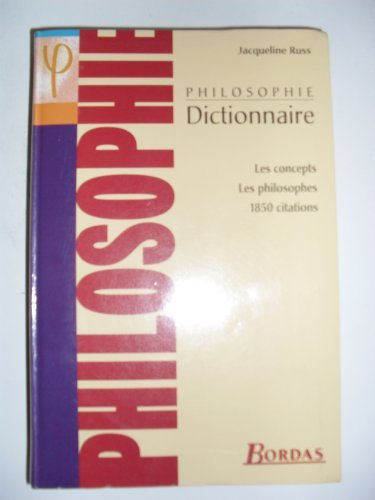 Jacqueline Russ
φ
PHILOSOPHIE
Dictionnaire
Les concepts
Les philosophes
1850 citations
PHILOSOPHIE
BORDAS